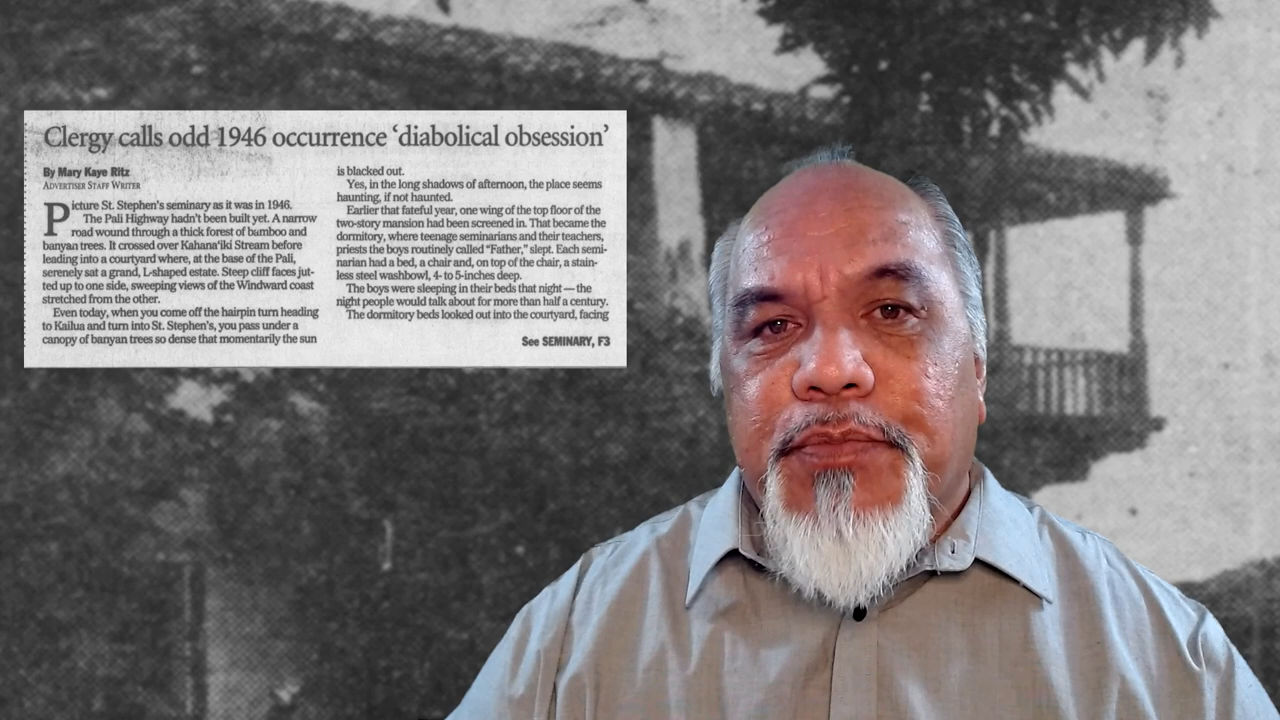 Clergy calls odd 1946 occurrence ‘diabolical obsession’
By Mary Kaye Ritz
ADVERTISER STAFF WRITER
Picture St. Stephen's seminary as it was in 1946.
The Pali Highway hadn't been built yet. A narrow
road wound through a thick forest of bamboo and
banyan trees. It crossed over Kahana‘iki Stream before
leading into a courtyard where, at the base of the Pali,
serenely sat a grand, L-shaped estate. Steep cliff faces jut-
ted up to one side, sweeping views of the Windward coast
stretched from the other.
Even today, when you come off the hairpin turn heading
to Kailua and turn into St. Stephen's, you pass under a
canopy of banyan trees so dense that momentarily the sun
is blacked out.
Yes, in the long shadows of afternoon, the place seems
haunting, if not haunted.
Earlier that fateful year, one wing of the top floor of the
two-story mansion had been screened in. That became the
dormitory, where teenage seminarians and their teachers,
priests the boys routinely called “Father,” slept. Each semi-
narian had a bed, a chair and, on top of the chair, a stain-
less steel washbowl, 4- to 5-inches deep.
The boys were sleeping in their beds that night — the
night people would talk about for more than half a century.
The dormitory beds looked out into the courtyard, facing
See SEMINARY, F3